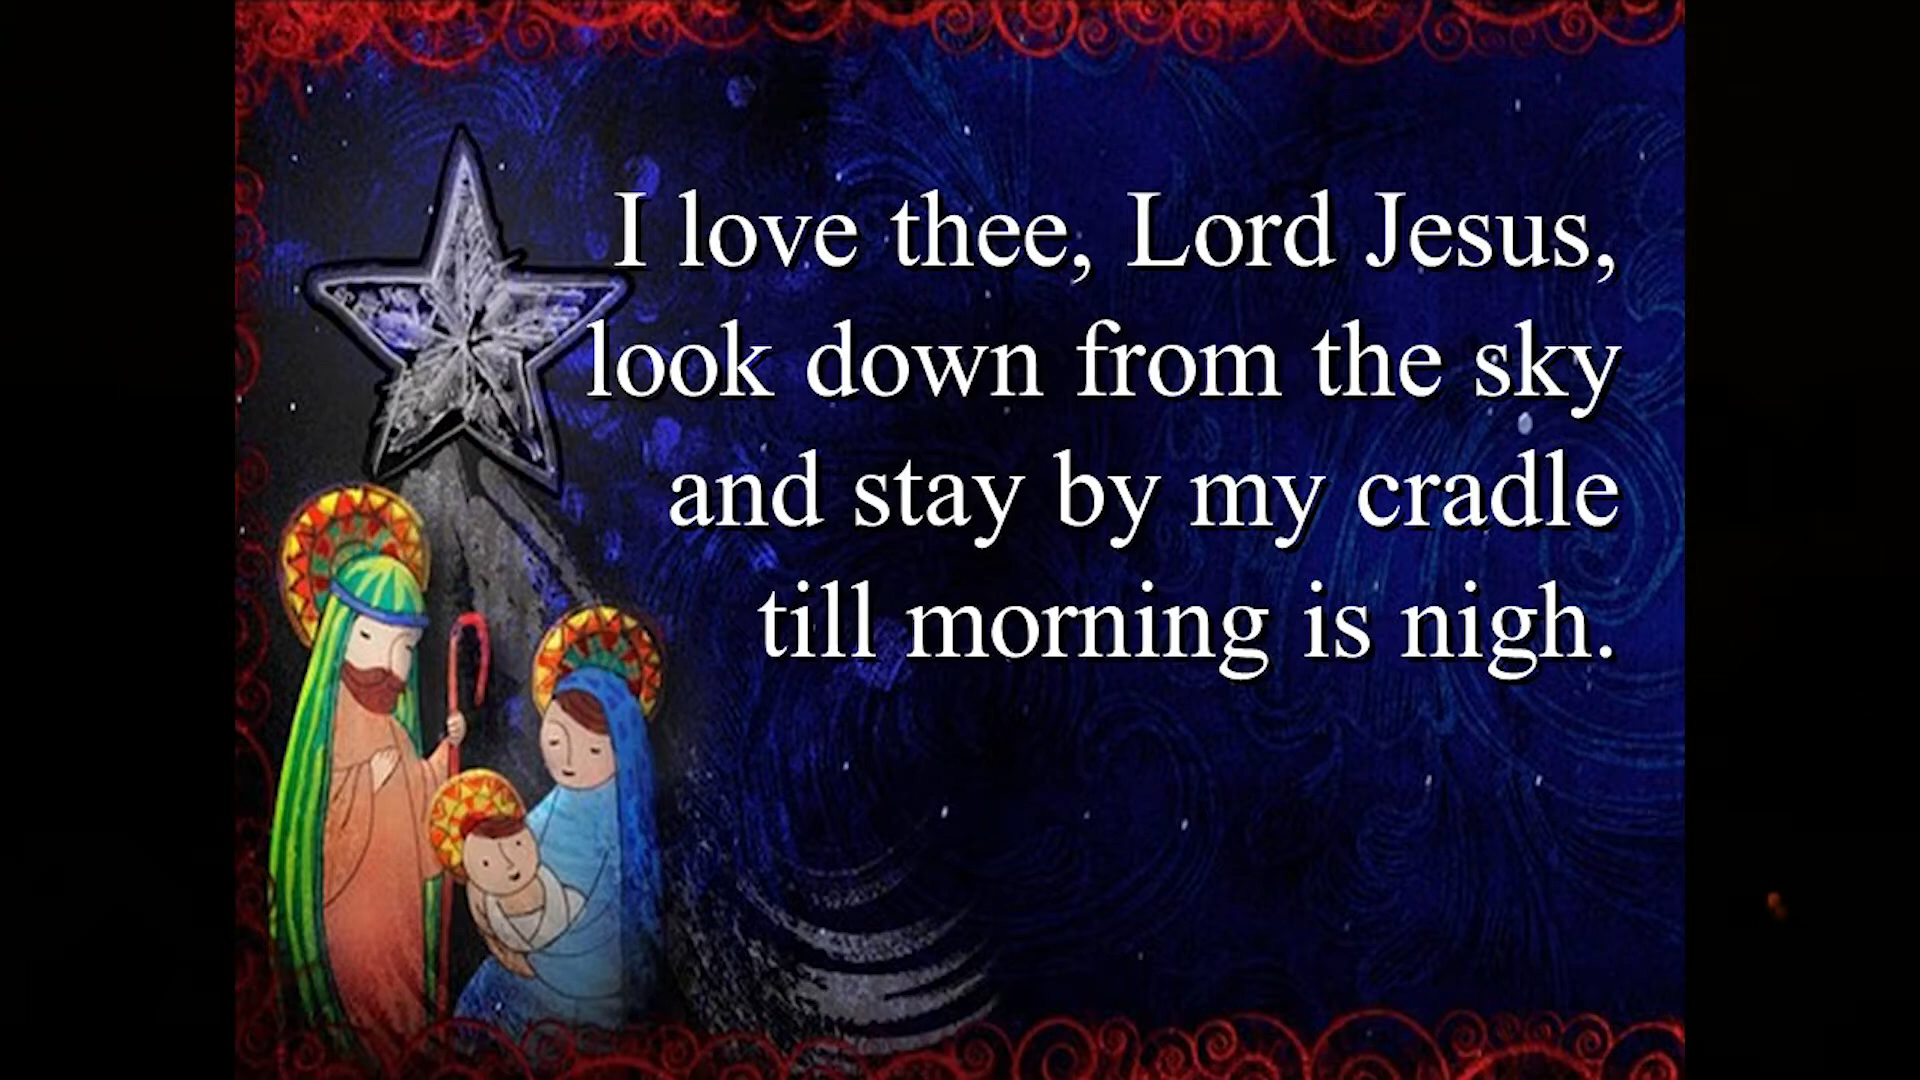 I love thee, Lord Jesus,
look down from the sky
and stay by my cradle
till morning is nigh.